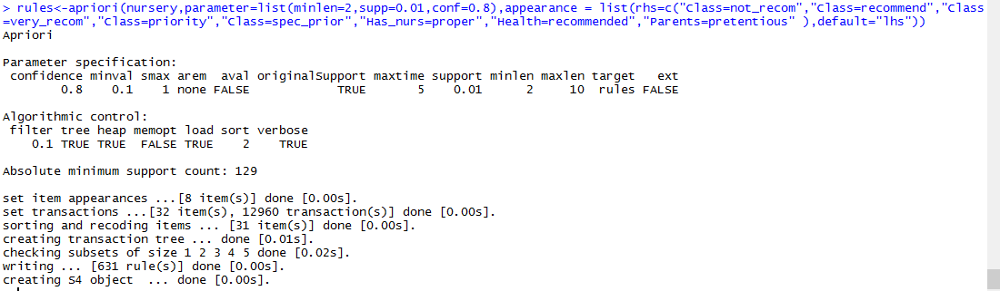 > rules<-apriori(nursery,parameter=list(minlen=2,supp=0.01,conf=0.8),appearance = list(rhs=c("Class=not_recom","Class=recommend","Class
=very_recom","Class=priority","Class=spec_prior","Has_nurs=proper","Health=recommended","Parents=pretentious" ),default="lhs"))
Apriori
Parameter specification:
confidence minval smax arem aval originalSupport maxtime support minlen maxlen target ext
0.8 0.1 1 none FALSE TRUE 5 0.01 2 10 rules FALSE
Algorithmic control:
filter tree heap memopt load sort verbose
0.1 TRUE TRUE FALSE TRUE 2 TRUE
Absolute minimum support count: 129
set item appearances ...[8 item(s)] done [0.00s].
set transactions ...[32 item(s), 12960 transaction(s)] done [0.00s].
sorting and recoding items ... [31 item(s)] done [0.00s].
creating transaction tree ... done [0.01s].
checking subsets of size 1 2 3 4 5 done [0.02s].
writing ... [631 rule(s)] done [0.00s].
creating S4 object ... done [0.00s].